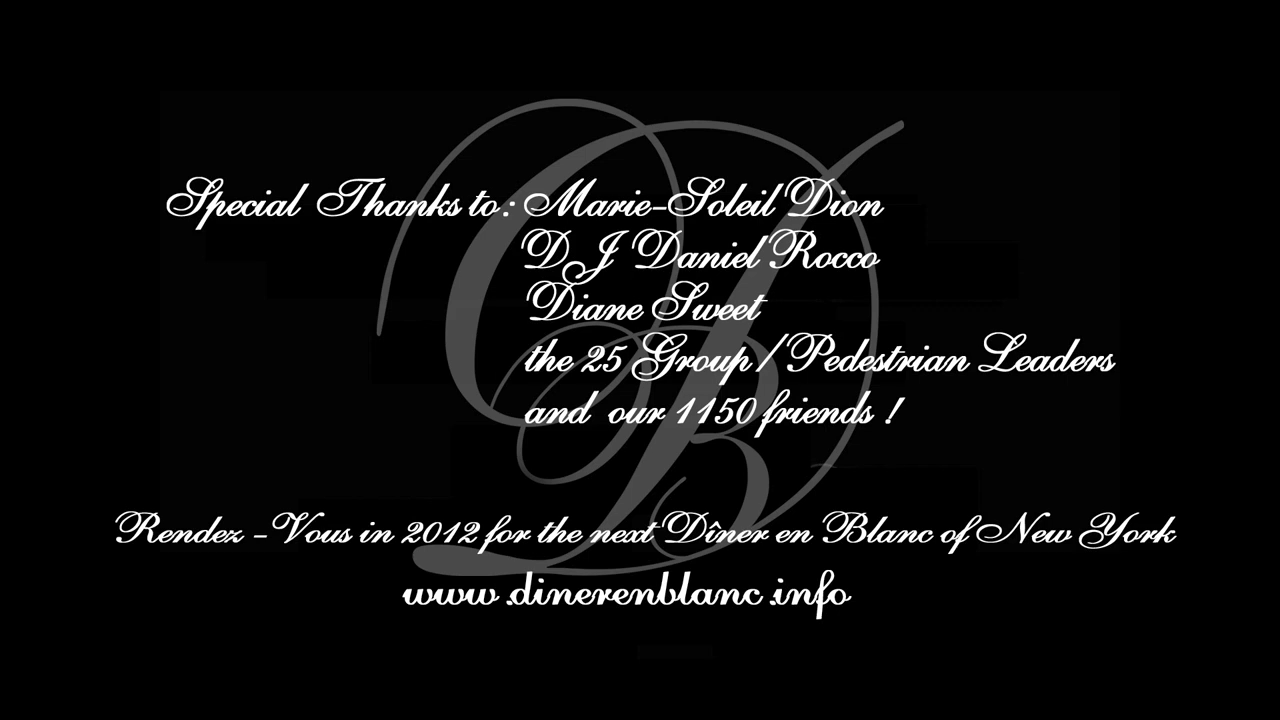 Special Thanks to: Marie-Soleil Dion
DJ Daniel Rocco
Diane Sweet
the 25 Group/Pedestrian Leaders
and our 1150 friends !
Rendez-Vous in 2012 for the next Dîner en Blanc of New York
www.dinerenblanc.info